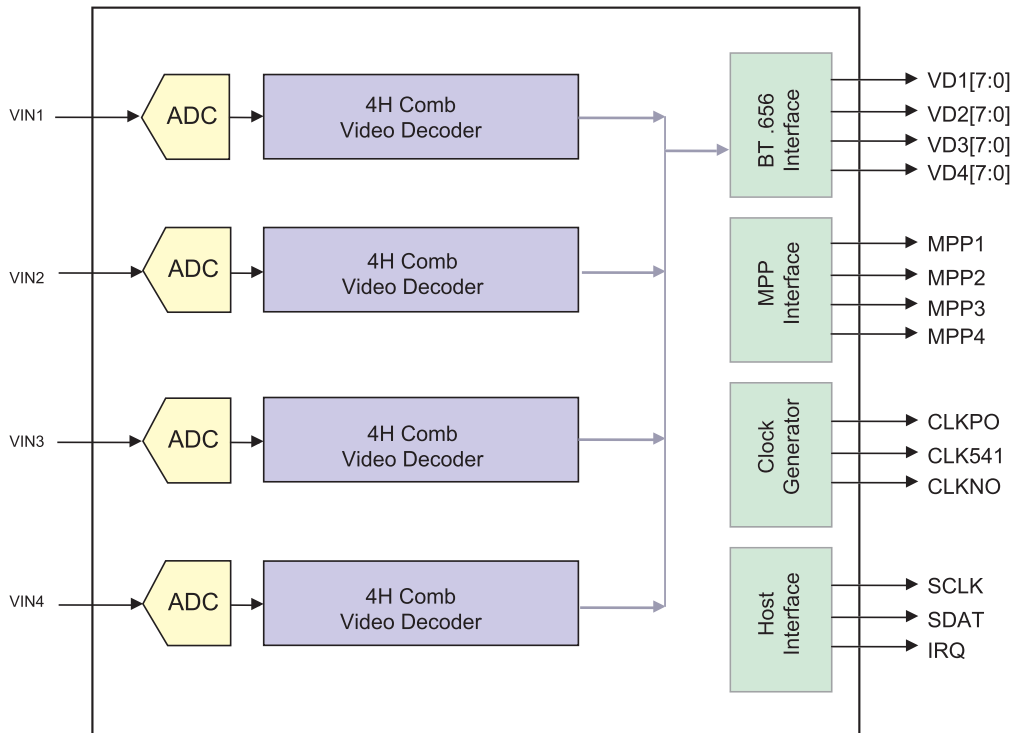 VIN1
ADC
4H Comb
Video Decoder
BT .656
Interface
VD1[7:0]
VD2[7:0]
VD3[7:0]
VD4[7:0]
VIN2
ADC
4H Comb
Video Decoder
MPP
Interface
MPP1
MPP2
MPP3
MPP4
VIN3
ADC
4H Comb
Video Decoder
Clock
Generator
CLKPO
CLK541
CLKNO
VIN4
ADC
4H Comb
Video Decoder
Host
Interface
SCLK
SDAT
IRQ